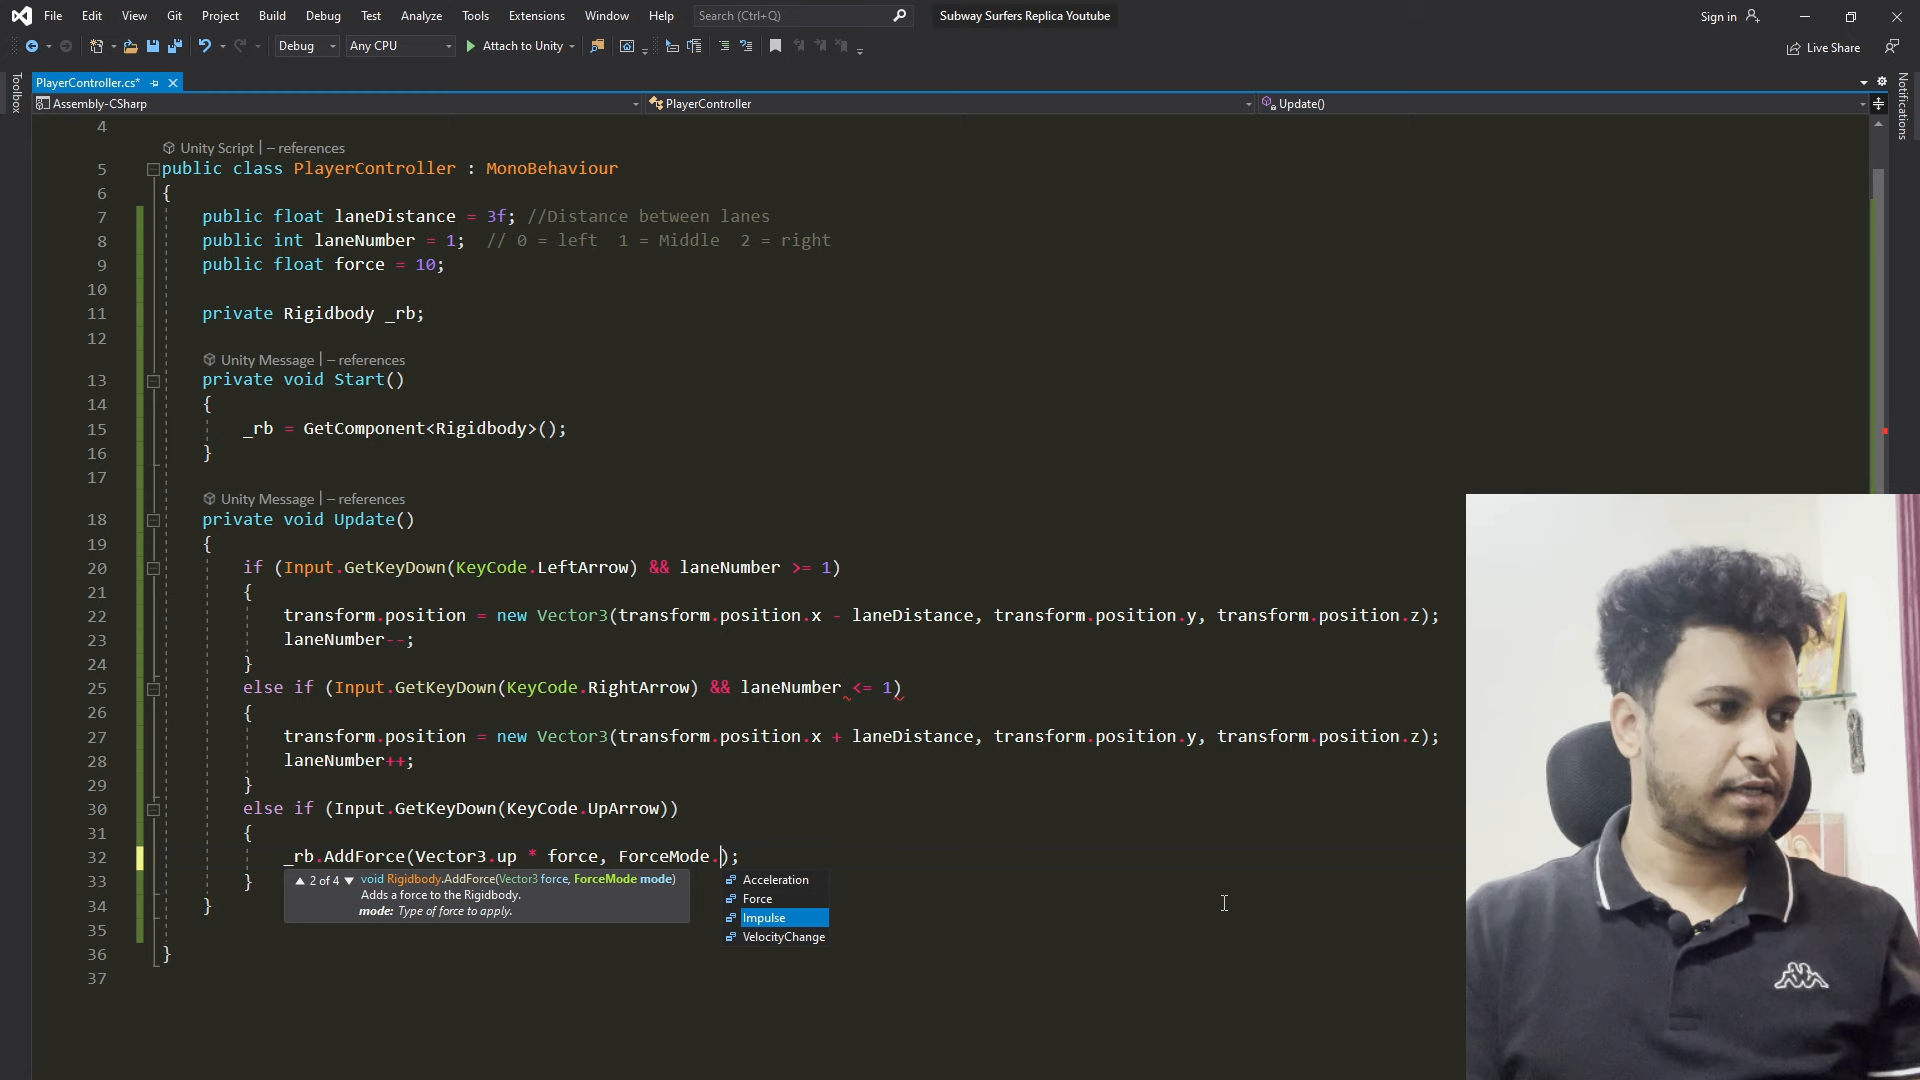 File Edit View Git Project Build Debug Test Analyze Tools Extensions Window Help Search (Ctrl+Q) Subway Surfers Replica Youtube Sign in
Debug Any CPU Attach to Unity Live Share
Toolbox
PlayerController.cs*
Notifications
Assembly-CSharp PlayerController Update()
4
Unity Script | – references
5 public class PlayerController : MonoBehaviour
6 {
7 public float laneDistance = 3f; //Distance between lanes
8 public int laneNumber = 1; // 0 = left 1 = Middle 2 = right
9 public float force = 10;
10
11 private Rigidbody _rb;
12
Unity Message | – references
13 private void Start()
14 {
15 _rb = GetComponent<Rigidbody>();
16 }
17
Unity Message | – references
18 private void Update()
19 {
20 if (Input.GetKeyDown(KeyCode.LeftArrow) && laneNumber >= 1)
21 {
22 transform.position = new Vector3(transform.position.x - laneDistance, transform.position.y, transform.position.z);
23 laneNumber--;
24 }
25 else if (Input.GetKeyDown(KeyCode.RightArrow) && laneNumber <= 1)
26 {
27 transform.position = new Vector3(transform.position.x + laneDistance, transform.position.y, transform.position.z);
28 laneNumber++;
29 }
30 else if (Input.GetKeyDown(KeyCode.UpArrow))
31 {
32 _rb.AddForce(Vector3.up * force, ForceMode.);
33 }
34 }
35
36 }
37
2 of 4 void Rigidbody.AddForce(Vector3 force, ForceMode mode)
Adds a force to the Rigidbody.
mode: Type of force to apply.
Acceleration
Force
Impulse
VelocityChange